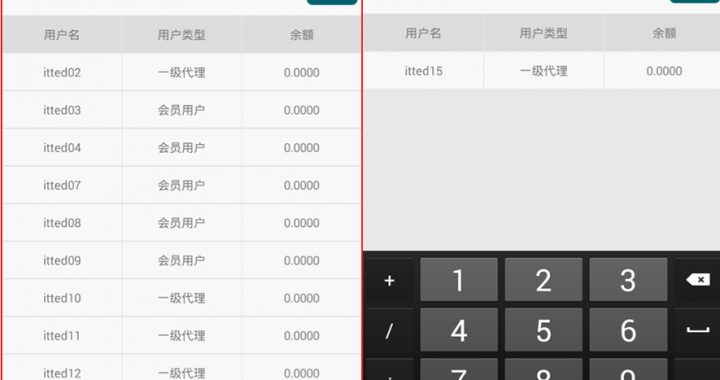 用户名 用户类型 余额
itted02 一级代理 0.0000
itted03 会员用户 0.0000
itted04 会员用户 0.0000
itted07 会员用户 0.0000
itted08 会员用户 0.0000
itted09 会员用户 0.0000
itted10 一级代理 0.0000
itted11 一级代理 0.0000
itted12 一级代理 0.0000
用户名 用户类型 余额
itted15 一级代理 0.0000
+ 1 2 3
/ 4 5 6
7 8 9